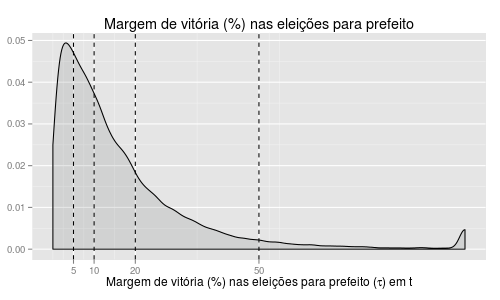 Margem de vitória (%) nas eleições para prefeito
0.05
0.04
0.03
0.02
0.01
0.00
5 10 20 50
Margem de vitória (%) nas eleições para prefeito (τ) em t